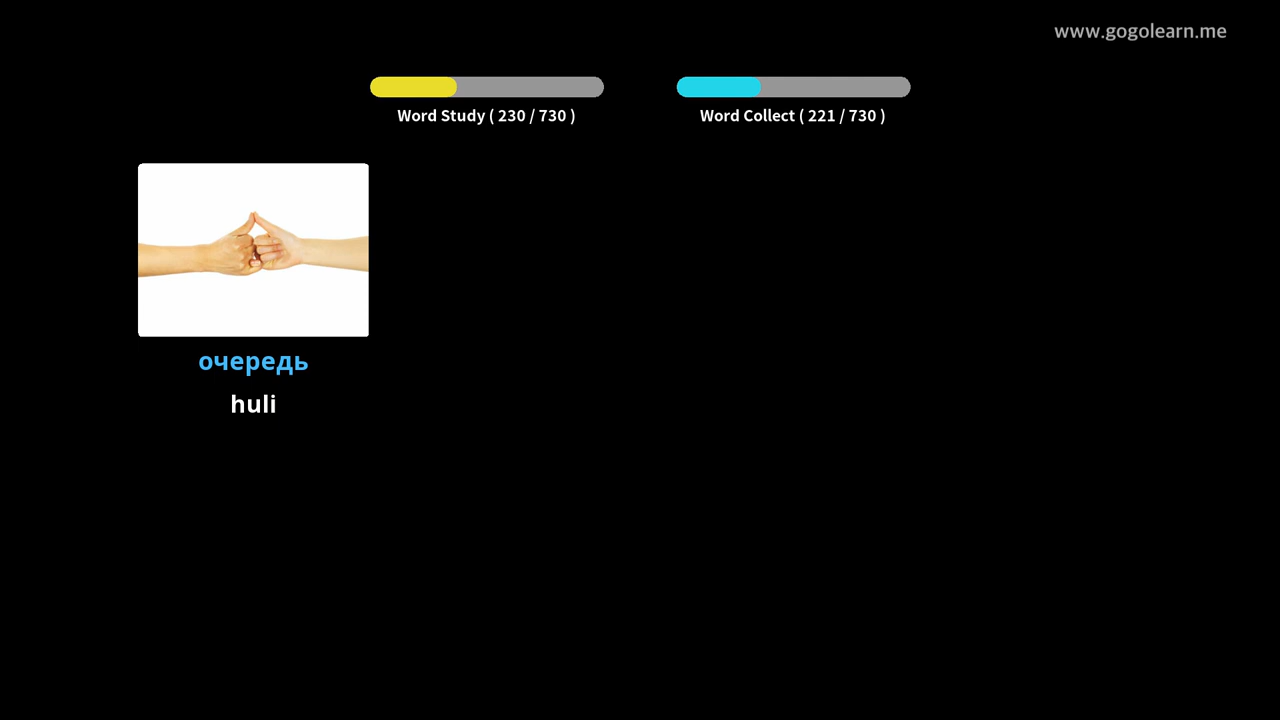 www.gogolearn.me
Word Study ( 230 / 730 )
Word Collect ( 221 / 730 )
очередь
huli